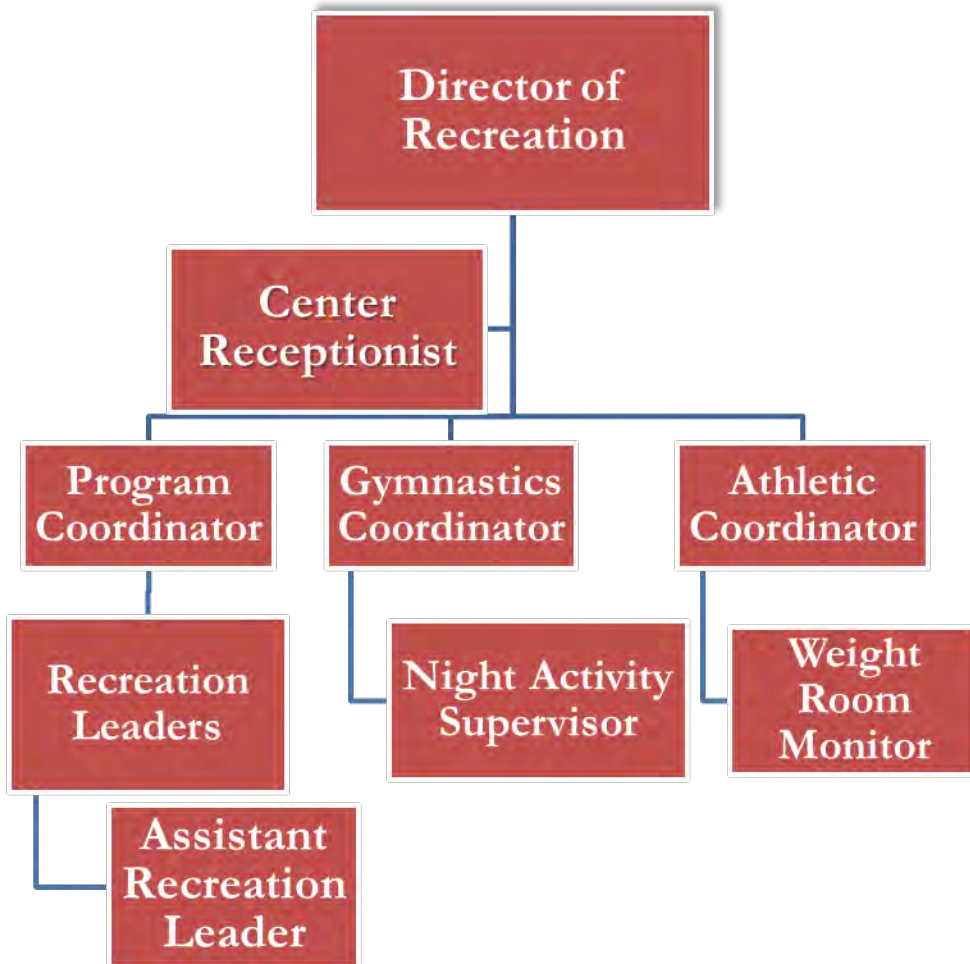 Director of
Recreation
Center
Receptionist
Program
Coordinator
Gymnastics
Coordinator
Athletic
Coordinator
Recreation
Leaders
Night Activity
Supervisor
Weight
Room
Monitor
Assistant
Recreation
Leader